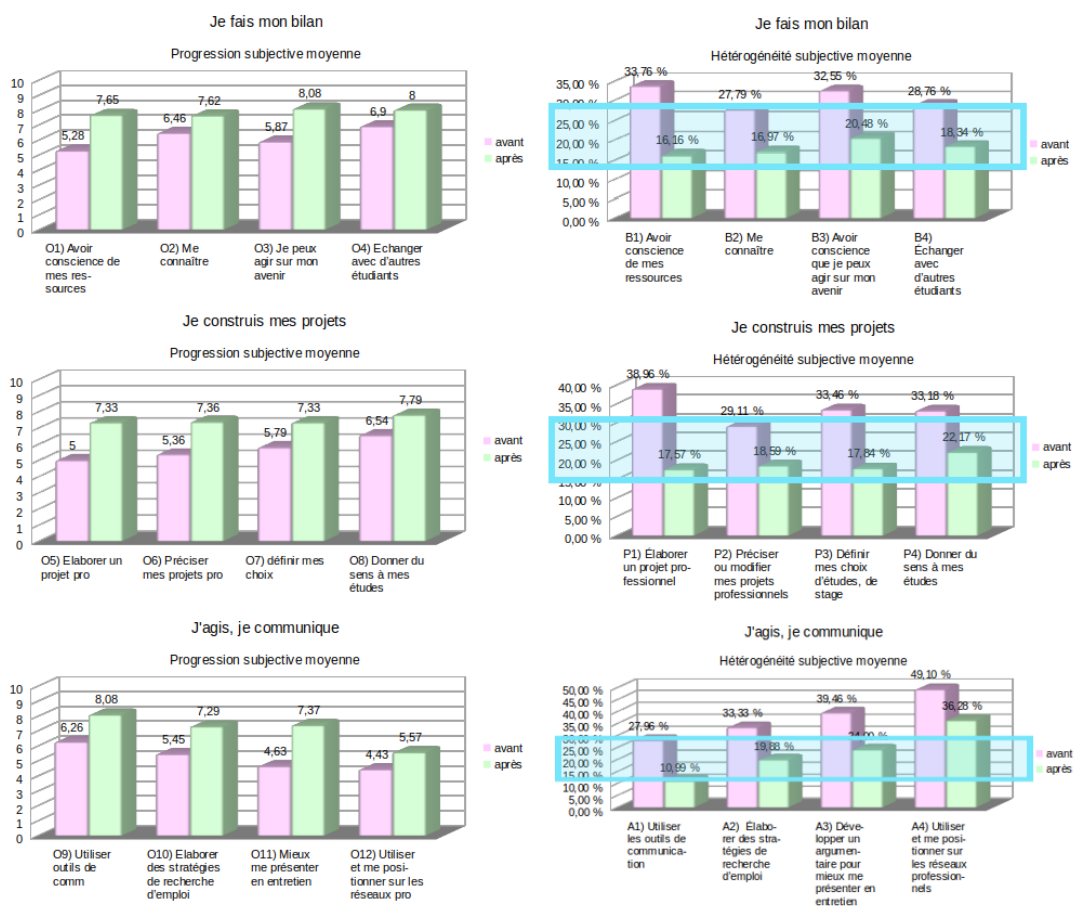 Je fais mon bilan
Progression subjective moyenne
10
9
8
7
6
5
4
3
2
1
0
5,28
7,65
6,46
7,62
5,87
8,08
6,9
8
avant
après
O1) Avoir
conscience de
mes res-
sources
O2) Me
connaître
O3) Je peux
agir sur mon
avenir
O4) Echanger
avec d'autres
étudiants
Je fais mon bilan
Hétérogénéité subjective moyenne
35,00 %
30,00 %
25,00 %
20,00 %
15,00 %
10,00 %
5,00 %
0,00 %
33,76 %
16,16 %
27,79 %
16,97 %
32,55 %
20,48 %
28,76 %
18,34 %
avant
après
B1) Avoir
conscience
de mes
ressources
B2) Me
connaître
B3) Avoir
conscience
que je peux
agir sur mon
avenir
B4)
Échanger
avec
d'autres
étudiants
Je construis mes projets
Progression subjective moyenne
10
9
8
7
6
5
4
3
2
1
0
5
7,33
5,36
7,36
5,79
7,33
6,54
7,79
avant
après
O5) Elaborer un
projet pro
O6) Préciser
mes projets pro
O7) définir mes
choix
O8) Donner du
sens à mes
études
Je construis mes projets
Hétérogénéité subjective moyenne
40,00 %
35,00 %
30,00 %
25,00 %
20,00 %
15,00 %
10,00 %
5,00 %
0,00 %
38,96 %
17,57 %
29,11 %
18,59 %
33,46 %
17,84 %
33,18 %
22,17 %
avant
après
P1) Élaborer
un projet pro-
fessionnel
P2) Préciser
ou modifier
mes projets
professionnels
P3) Définir
mes choix
d'études, de
stage
P4) Donner du
sens à mes
études
J'agis, je communique
Progression subjective moyenne
10
9
8
7
6
5
4
3
2
1
0
6,26
8,08
5,45
7,29
4,63
7,37
4,43
5,57
avant
après
O9) Utiliser
outils de
comm
O10) Elaborer
des stratégies
de recherche
d'emploi
O11) Mieux
me présenter
en entretien
O12) Utiliser
et me posi-
tionner sur les
réseaux pro
J'agis, je communique
Hétérogénéité subjective moyenne
50,00 %
45,00 %
40,00 %
35,00 %
30,00 %
25,00 %
20,00 %
15,00 %
10,00 %
5,00 %
0,00 %
27,96 %
10,99 %
33,33 %
19,88 %
39,46 %
49,10 %
36,28 %
avant
après
A1) Utiliser
les outils de
communica-
tion
A2) Élabo-
rer des stra-
tégies de
recherche
d'emploi
A3) Déve-
lopper un
argumen-
taire pour
mieux me
présenter en
entretien
A4) Utiliser
et me posi-
tionner sur
les réseaux
profession-
nels